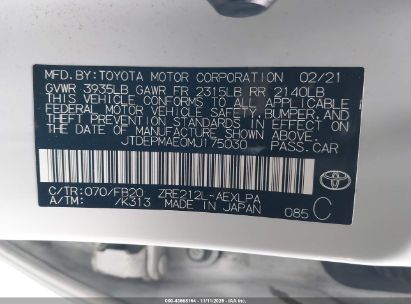 MFD. BY: TOYOTA MOTOR CORPORATION 02/21
GVWR 3935LB GAWR FR 2315LB RR 2140LB
THIS VEHICLE CONFORMS TO ALL APPLICABLE
FEDERAL MOTOR VEHICLE SAFETY, BUMPER, AND
THEFT PREVENTION STANDARDS IN EFFECT ON
THE DATE OF MANUFACTURE SHOWN ABOVE.
JTDEPMAE0MJ175030 PASS.CAR
C/TR: 070/FB20 ZRE212L-AEXLPA
A/TM: /K313 MADE IN JAPAN 085 C
TOYOTA